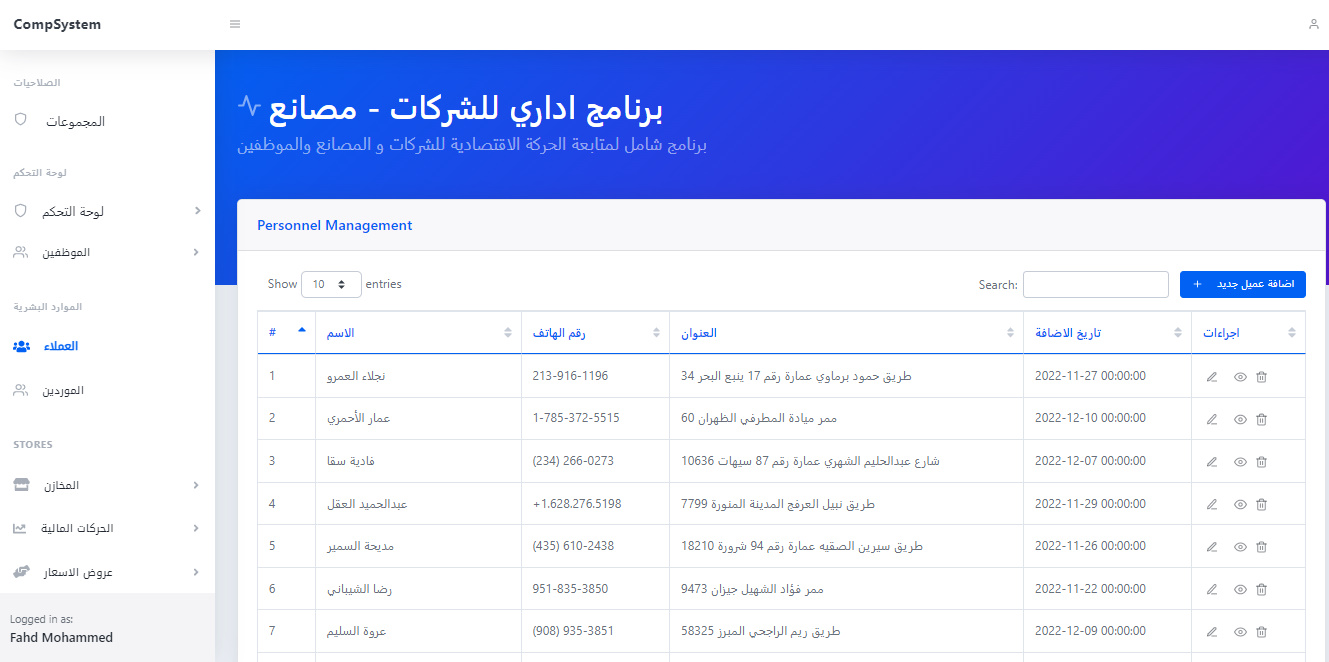 CompSystem
الصلاحيات
المجموعات
لوحة التحكم
لوحة التحكم
الموظفين
الموارد البشرية
العملاء
الموردين
STORES
المخازن
الحركات المالية
عروض الاسعار
Logged in as:
Fahd Mohammed
برنامج اداري للشركات - مصانع
برنامج شامل لمتابعة الحركة الاقتصادية للشركات و المصانع والموظفين
Personnel Management
Show 10 entries
Search:
اضافة عميل جديد +
# الاسم رقم الهاتف العنوان تاريخ الاضافة اجراءات
1 نجلاء العمرو 213-916-1196 طريق حمود برماوي عمارة رقم 17 ينبع البحر 34 2022-11-27 00:00:00
2 عمار الأحمري 1-785-372-5515 ممر ميادة المطرفي الظهران 60 2022-12-10 00:00:00
3 فادية سقا (234) 266-0273 شارع عبدالحليم الشهري عمارة رقم 87 سيهات 10636 2022-12-07 00:00:00
4 عبدالحميد العقل +1.628.276.5198 طريق نبيل العرفج المدينة المنورة 7799 2022-11-29 00:00:00
5 مديحة السمير (435) 610-2438 طريق سيرين الصقيه عمارة رقم 94 شرورة 18210 2022-11-26 00:00:00
6 رضا الشيباني 951-835-3850 ممر فؤاد الشهيل جيزان 9473 2022-11-22 00:00:00
7 عروة السليم (908) 935-3851 طريق ريم الراجحي المبرز 58325 2022-12-09 00:00:00